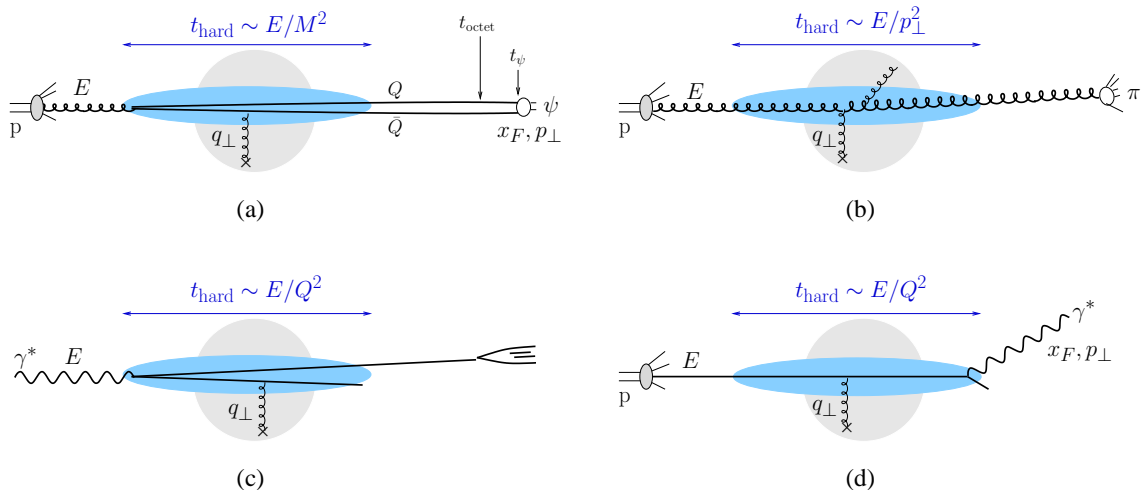 t_hard ∼ E/M^2
t_octet
t_ψ
E
Q
p
Q̄
ψ
q_⊥
x_F, p_⊥
(a)
t_hard ∼ E/p_⊥^2
E
p
π
q_⊥
(b)
t_hard ∼ E/Q^2
γ*
E
q_⊥
(c)
t_hard ∼ E/Q^2
γ*
E
x_F, p_⊥
p
q_⊥
(d)